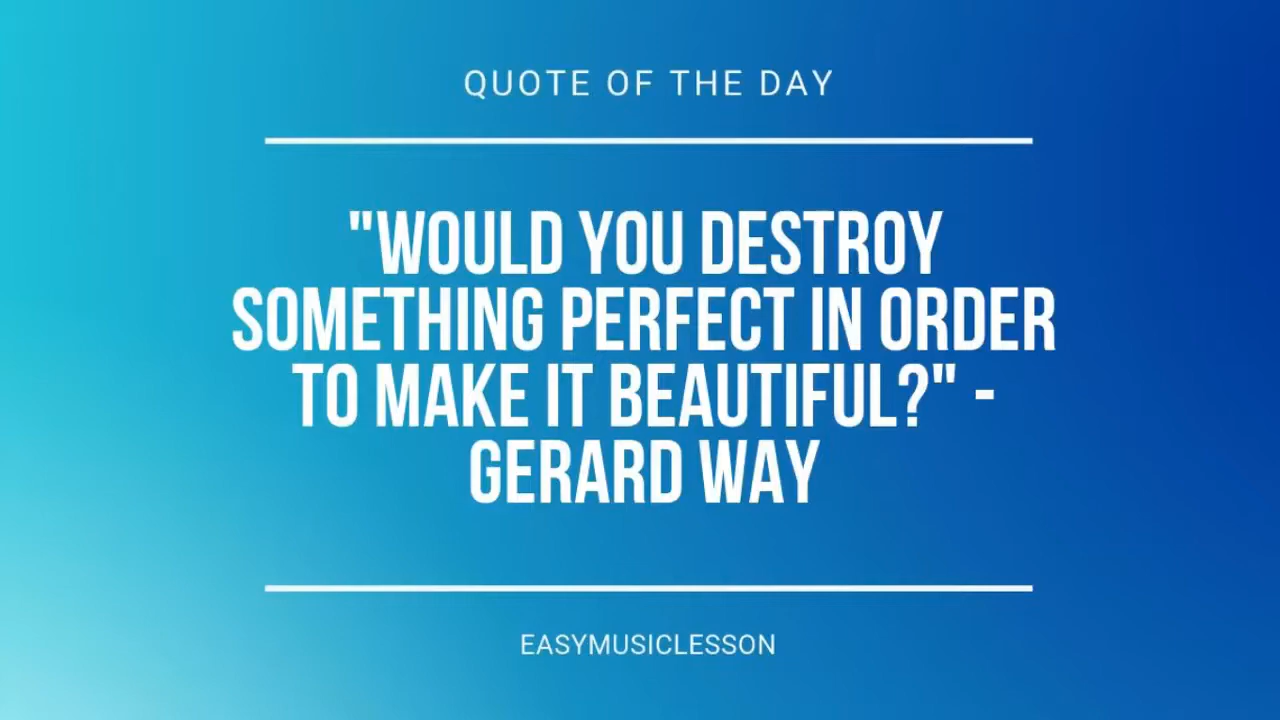 QUOTE OF THE DAY
"WOULD YOU DESTROY
SOMETHING PERFECT IN ORDER
TO MAKE IT BEAUTIFUL?" -
GERARD WAY
EASYMUSICLESSON